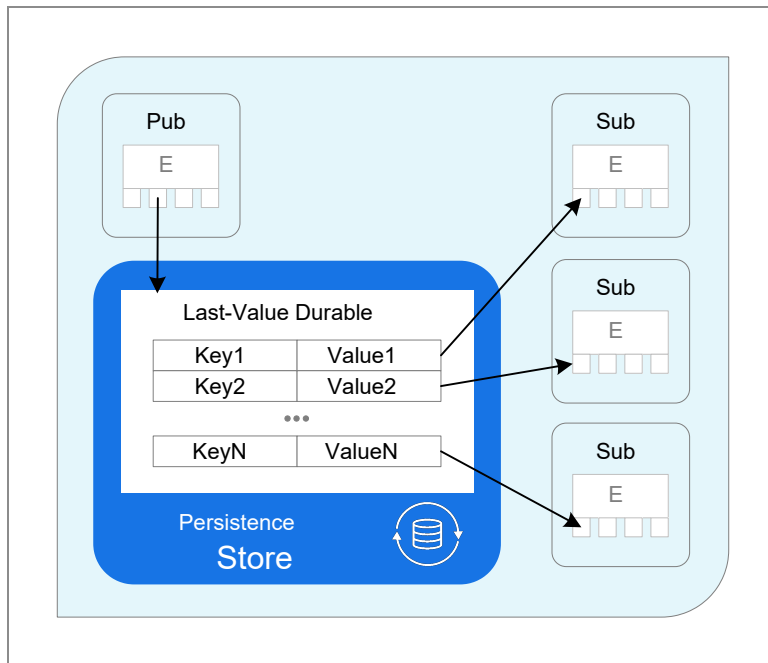 Pub
E
Sub
E
Last-Value Durable
Key1 Value1
Key2 Value2
•••
KeyN ValueN
Sub
E
Sub
E
Persistence
Store